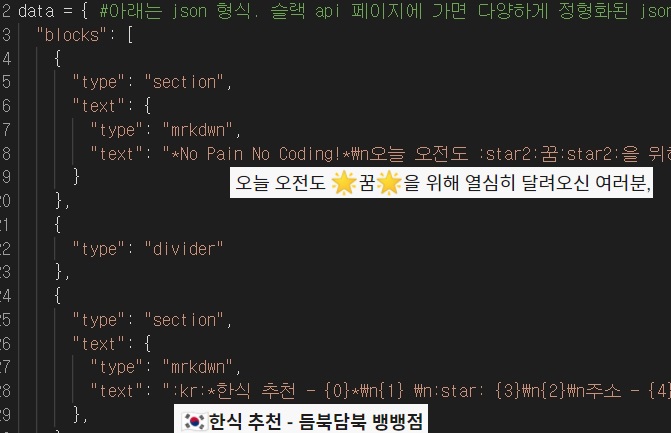 2 data = { #아래는 json 형식. 슬랙 api 페이지에 가면 다양하게 정형화된 json
3 "blocks": [
4 {
5 "type": "section",
6 "text": {
7 "type": "mrkdwn",
8 "text": "*No Pain No Coding!*₩n오늘 오전도 :star2:꿈:star2:을 위해
9 }
오늘 오전도 🌟꿈🌟을 위해 열심히 달려오신 여러분,
20 },
21 {
22 "type": "divider"
23 },
24 {
25 "type": "section",
26 "text": {
27 "type": "mrkdwn",
28 "text": ":kr:*한식 추천 - {0}*₩n{1} ₩n:star: {3}₩n{2}₩n주소 - {4}
29 },
🇰🇷한식 추천 - 듬북담북 뱅뱅점